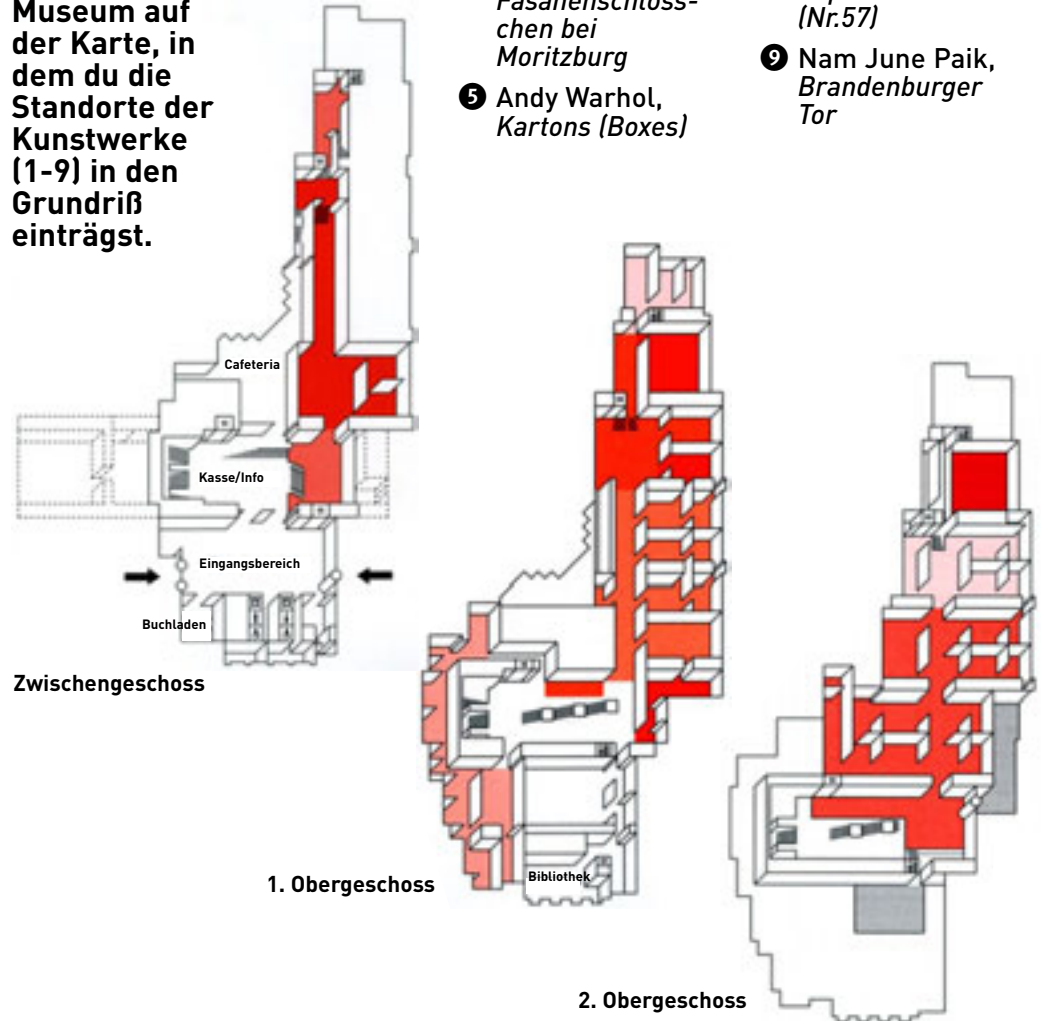 Museum auf
der Karte, in
dem du die
Standorte der
Kunstwerke
(1-9) in den
Grundriß
einträgst.
Fasanenschlöss-
chen bei
Moritzburg
❺ Andy Warhol,
Kartons (Boxes)
(Nr.57)
❾ Nam June Paik,
Brandenburger
Tor
Cafeteria
Kasse/Info
Eingangsbereich
Buchladen
Zwischengeschoss
Bibliothek
1. Obergeschoss
2. Obergeschoss